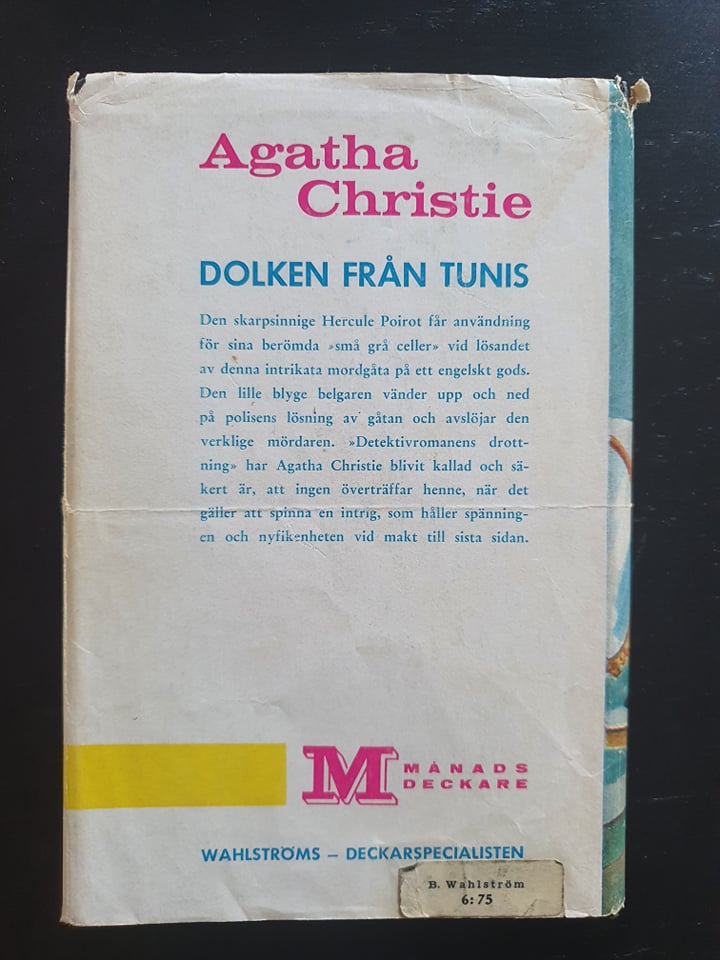 Agatha
Christie
DOLKEN FRÅN TUNIS
Den skarpsinnige Hercule Poirot får användning
för sina berömda »små grå celler» vid lösandet
av denna intrikata mordgåta på ett engelskt gods.
Den lille blyge belgaren vänder upp och ned
på polisens lösning av gåtan och avslöjar den
verklige mördaren. »Detektivromanens drott-
ning» har Agatha Christie blivit kallad och sä-
kert är, att ingen överträffar henne, när det
gäller att spinna en intrig, som håller spänning-
en och nyfikenheten vid makt till sista sidan.
M MÅNADS
DECKARE
WAHLSTRÖMS – DECKARSPECIALISTEN
B. Wahlström
6:75